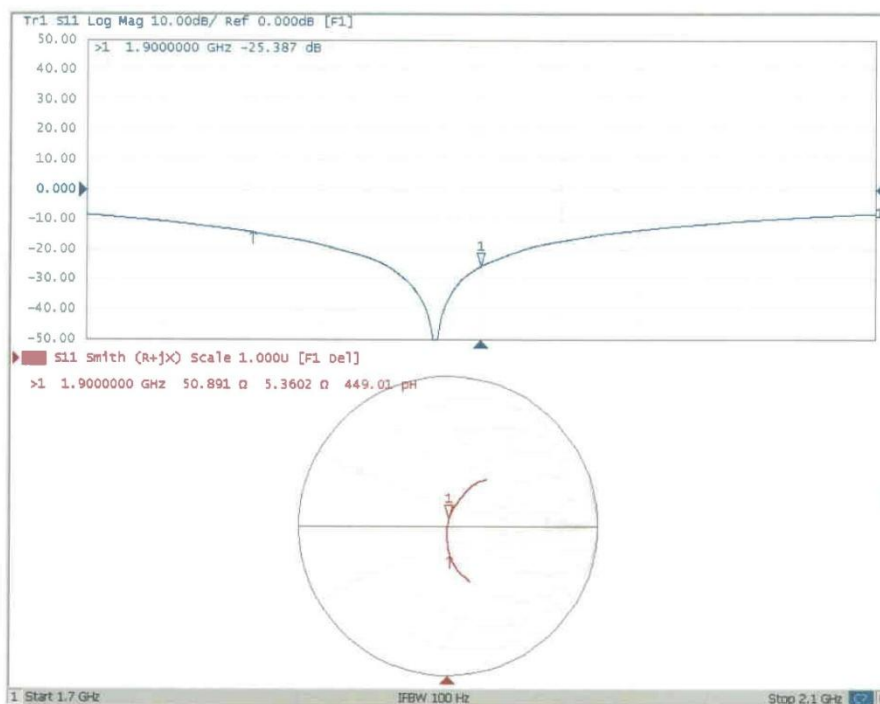 Tr1 S11 Log Mag 10.00dB/ Ref 0.000dB [F1]
50.00
>1 1.9000000 GHz -25.387 dB
40.00
30.00
20.00
10.00
0.000
-10.00
-20.00
1
-30.00
-40.00
-50.00
S11 Smith (R+jX) Scale 1.000U [F1 Del]
>1 1.9000000 GHz 50.891 Ω 5.3602 Ω 449.01 pH
1
1 Start 1.7 GHz IFBW 100 Hz Stop 2.1 GHz